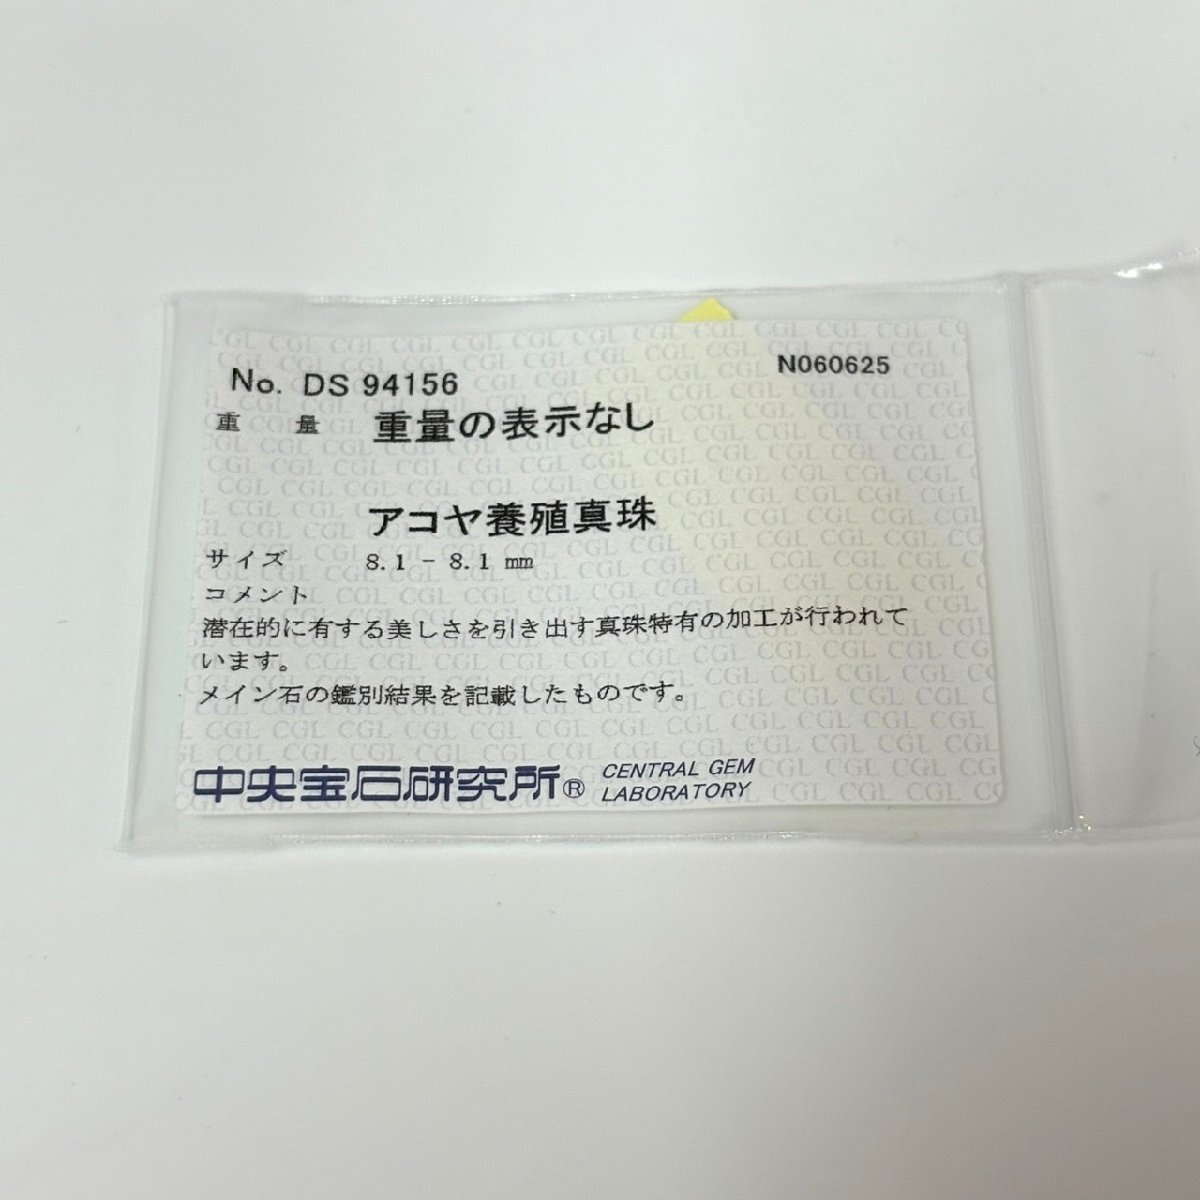 N060625
No. DS 94156
重量 重量の表示なし
アコヤ養殖真珠
サイズ 8.1 - 8.1 mm
コメント
潜在的に有する美しさを引き出す真珠特有の加工が行われて
います。
メイン石の鑑別結果を記載したものです。
中央宝石研究所® CENTRAL GEM
LABORATORY